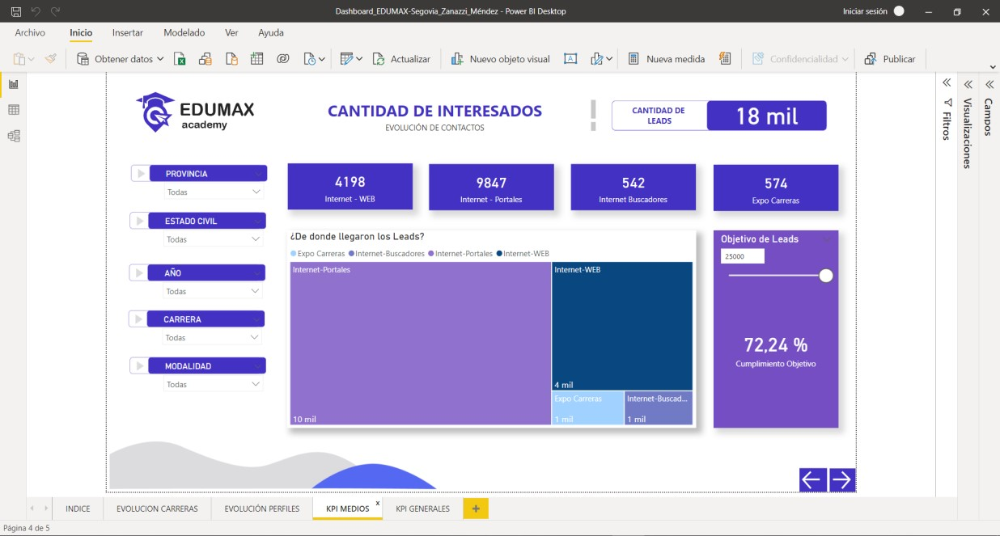 Dashboard_EDUMAX-Segovia_Zanazzi_Méndez - Power BI Desktop
Iniciar sesión
Archivo
Inicio
Insertar
Modelado
Ver
Ayuda
Obtener datos
Actualizar
Nuevo objeto visual
Nueva medida
Confidencialidad
Publicar
EDUMAX
academy
CANTIDAD DE INTERESADOS
EVOLUCIÓN DE CONTACTOS
CANTIDAD DE
LEADS
18 mil
Filtros
Visualizaciones
Campos
PROVINCIA
Todas
ESTADO CIVIL
Todas
AÑO
Todas
CARRERA
Todas
MODALIDAD
Todas
4198
Internet - WEB
9847
Internet - Portales
542
Internet Buscadores
574
Expo Carreras
¿De donde llegaron los Leads?
Expo Carreras
Internet-Buscadores
Internet-Portales
Internet-WEB
Internet-Portales
10 mil
Internet-WEB
4 mil
Expo Carreras
1 mil
Internet-Buscad...
1 mil
Objetivo de Leads
25000
72,24 %
Cumplimiento Objetivo
INDICE
EVOLUCION CARRERAS
EVOLUCIÓN PERFILES
KPI MEDIOS
x
KPI GENERALES
+
Página 4 de 5